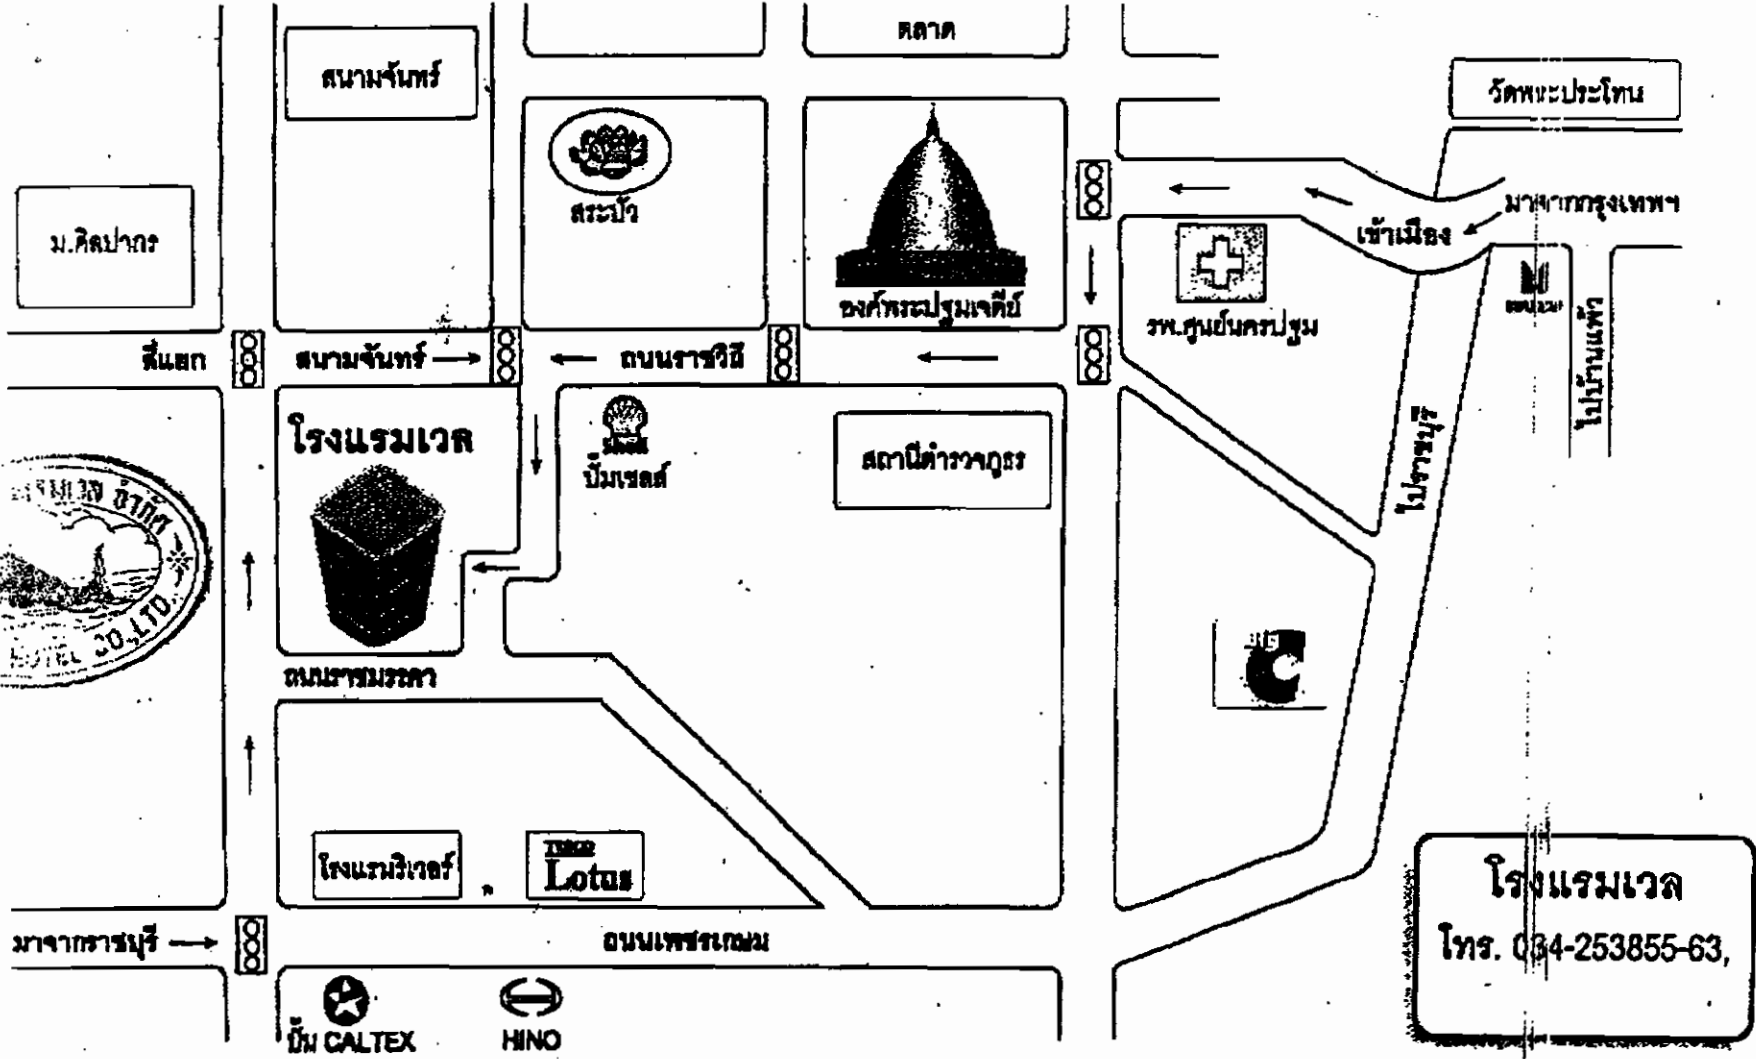 ตลาด
สนามจันทร์
วัดพระประโทน
สระบัว
ม.ศิลปากร
มาจากกรุงเทพฯ
เข้าเมือง
องค์พระปฐมเจดีย์
รพ.ศูนย์นครปฐม
สี่แยก
สนามจันทร์
ถนนราชวิถี
ไปบ้านแพ้ว
ไปราชบุรี
โรงแรมเวล
Shell
ปั๊มเชลล์
สถานีตำรวจภูธร
จำกัด
HOTEL CO.,LTD.
ถนนราชมรรคา
BIG
C
โรงแรมริเวอร์
TESCO
Lotus
โรงแรมเวล
โทร. 034-253855-63,
มาจากราชบุรี
ถนนเพชรเกษม
ปั๊ม CALTEX
HINO